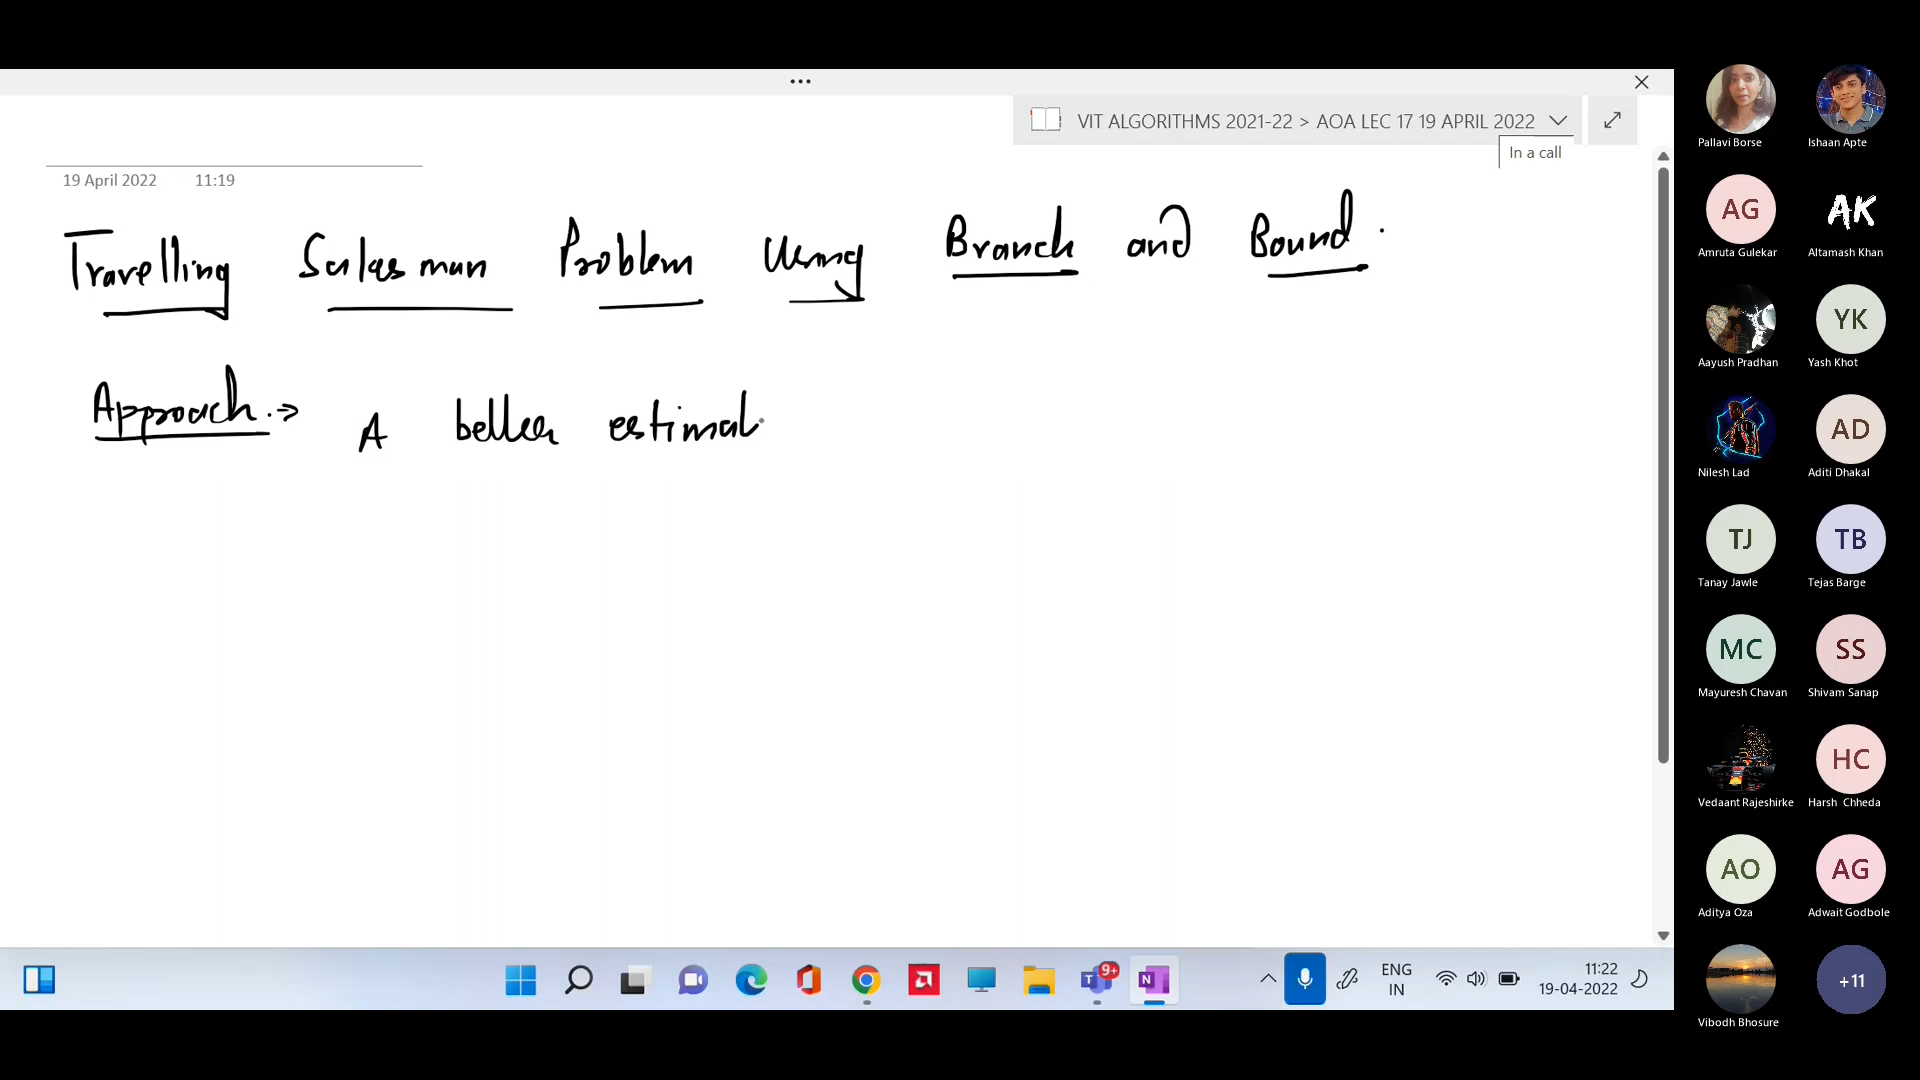 VIT ALGORITHMS 2021-22 > AOA LEC 17 19 APRIL 2022
In a call
19 April 2022 11:19
Travelling Salesman Problem Using Branch and Bound.
Approach :→ A better estimat
Pallavi Borse
Ishaan Apte
AG
Amruta Gulekar
AK
Altamash Khan
Aayush Pradhan
YK
Yash Khot
Nilesh Lad
AD
Aditi Dhakal
TJ
Tanay Jawle
TB
Tejas Barge
MC
Mayuresh Chavan
SS
Shivam Sanap
Vedaant Rajeshirke
HC
Harsh Chheda
AO
Aditya Oza
AG
Adwait Godbole
Vibodh Bhosure
+11
9+
T
N
ENG
IN
11:22
19-04-2022